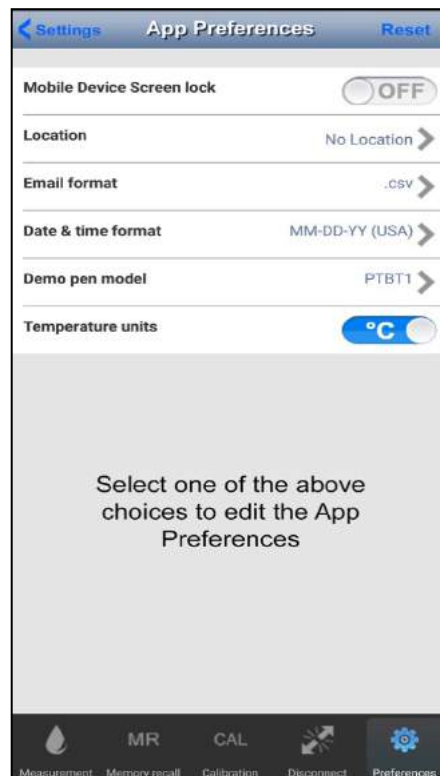 Settings App Preferences Reset
Mobile Device Screen lock OFF
Location No Location
Email format .csv
Date & time format MM-DD-YY (USA)
Demo pen model PTBT1
Temperature units °C
Select one of the above
choices to edit the App
Preferences
MR CAL
Measurement Memory recall Calibration Disconnect Preferences